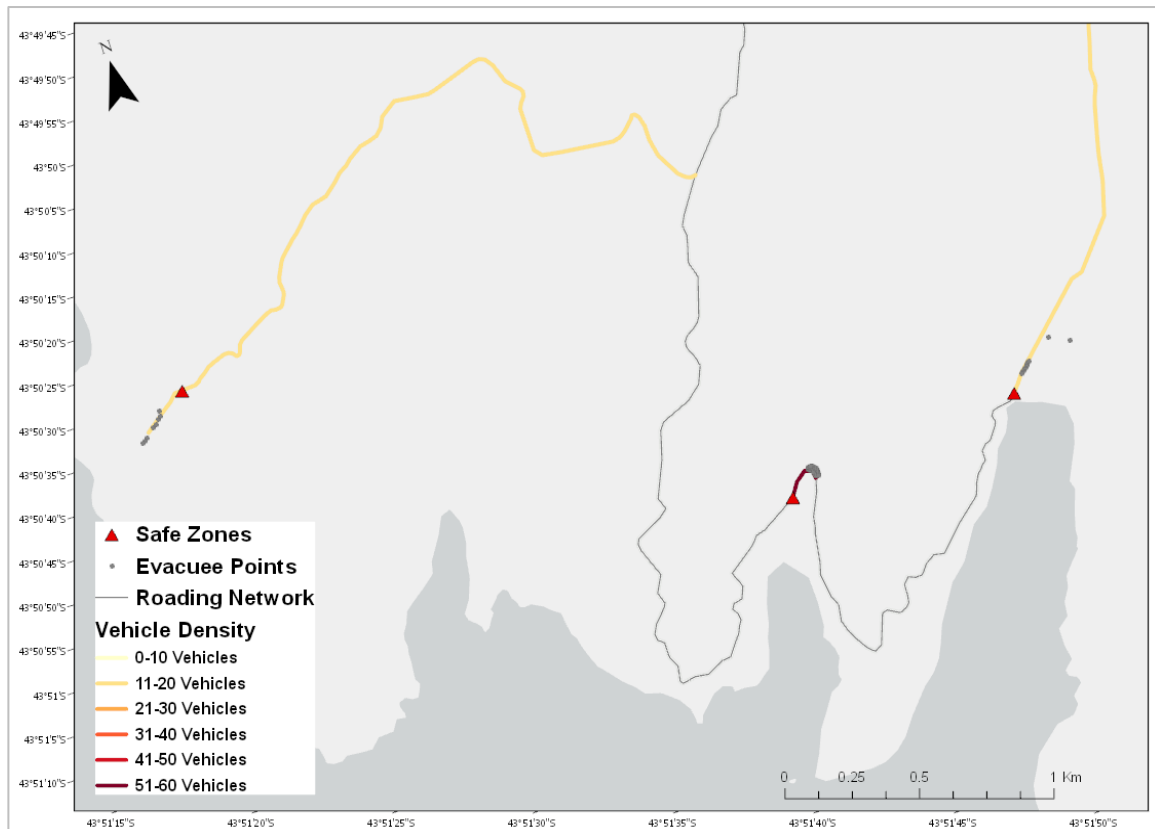 N
43°49'45"S
43°49'50"S
43°49'55"S
43°50'S
43°50'5"S
43°50'10"S
43°50'15"S
43°50'20"S
43°50'25"S
43°50'30"S
43°50'35"S
43°50'40"S
43°50'45"S
43°50'50"S
43°50'55"S
43°51'S
43°51'5"S
43°51'10"S
Safe Zones
Evacuee Points
Roading Network
Vehicle Density
0-10 Vehicles
11-20 Vehicles
21-30 Vehicles
31-40 Vehicles
41-50 Vehicles
51-60 Vehicles
0 0.25 0.5 1 Km
43°51'15"S 43°51'20"S 43°51'25"S 43°51'30"S 43°51'35"S 43°51'40"S 43°51'45"S 43°51'50"S